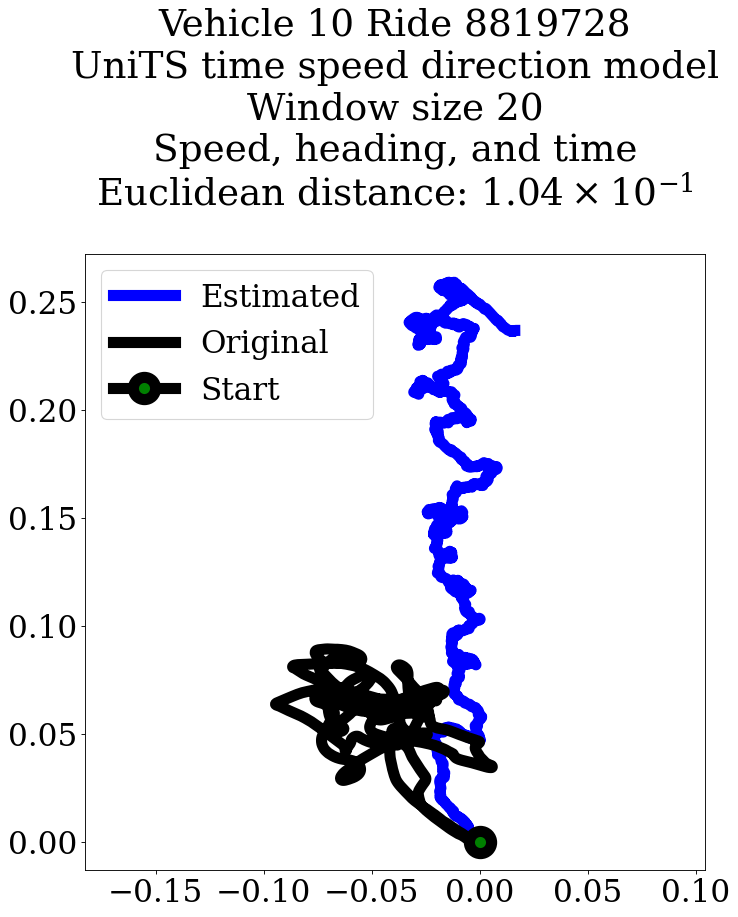 Vehicle 10 Ride 8819728
UniTS time speed direction model
Window size 20
Speed, heading, and time
Euclidean distance: 1.04 × 10⁻¹
Estimated
Original
Start
0.25
0.20
0.15
0.10
0.05
0.00
−0.15 −0.10 −0.05 0.00 0.05 0.10